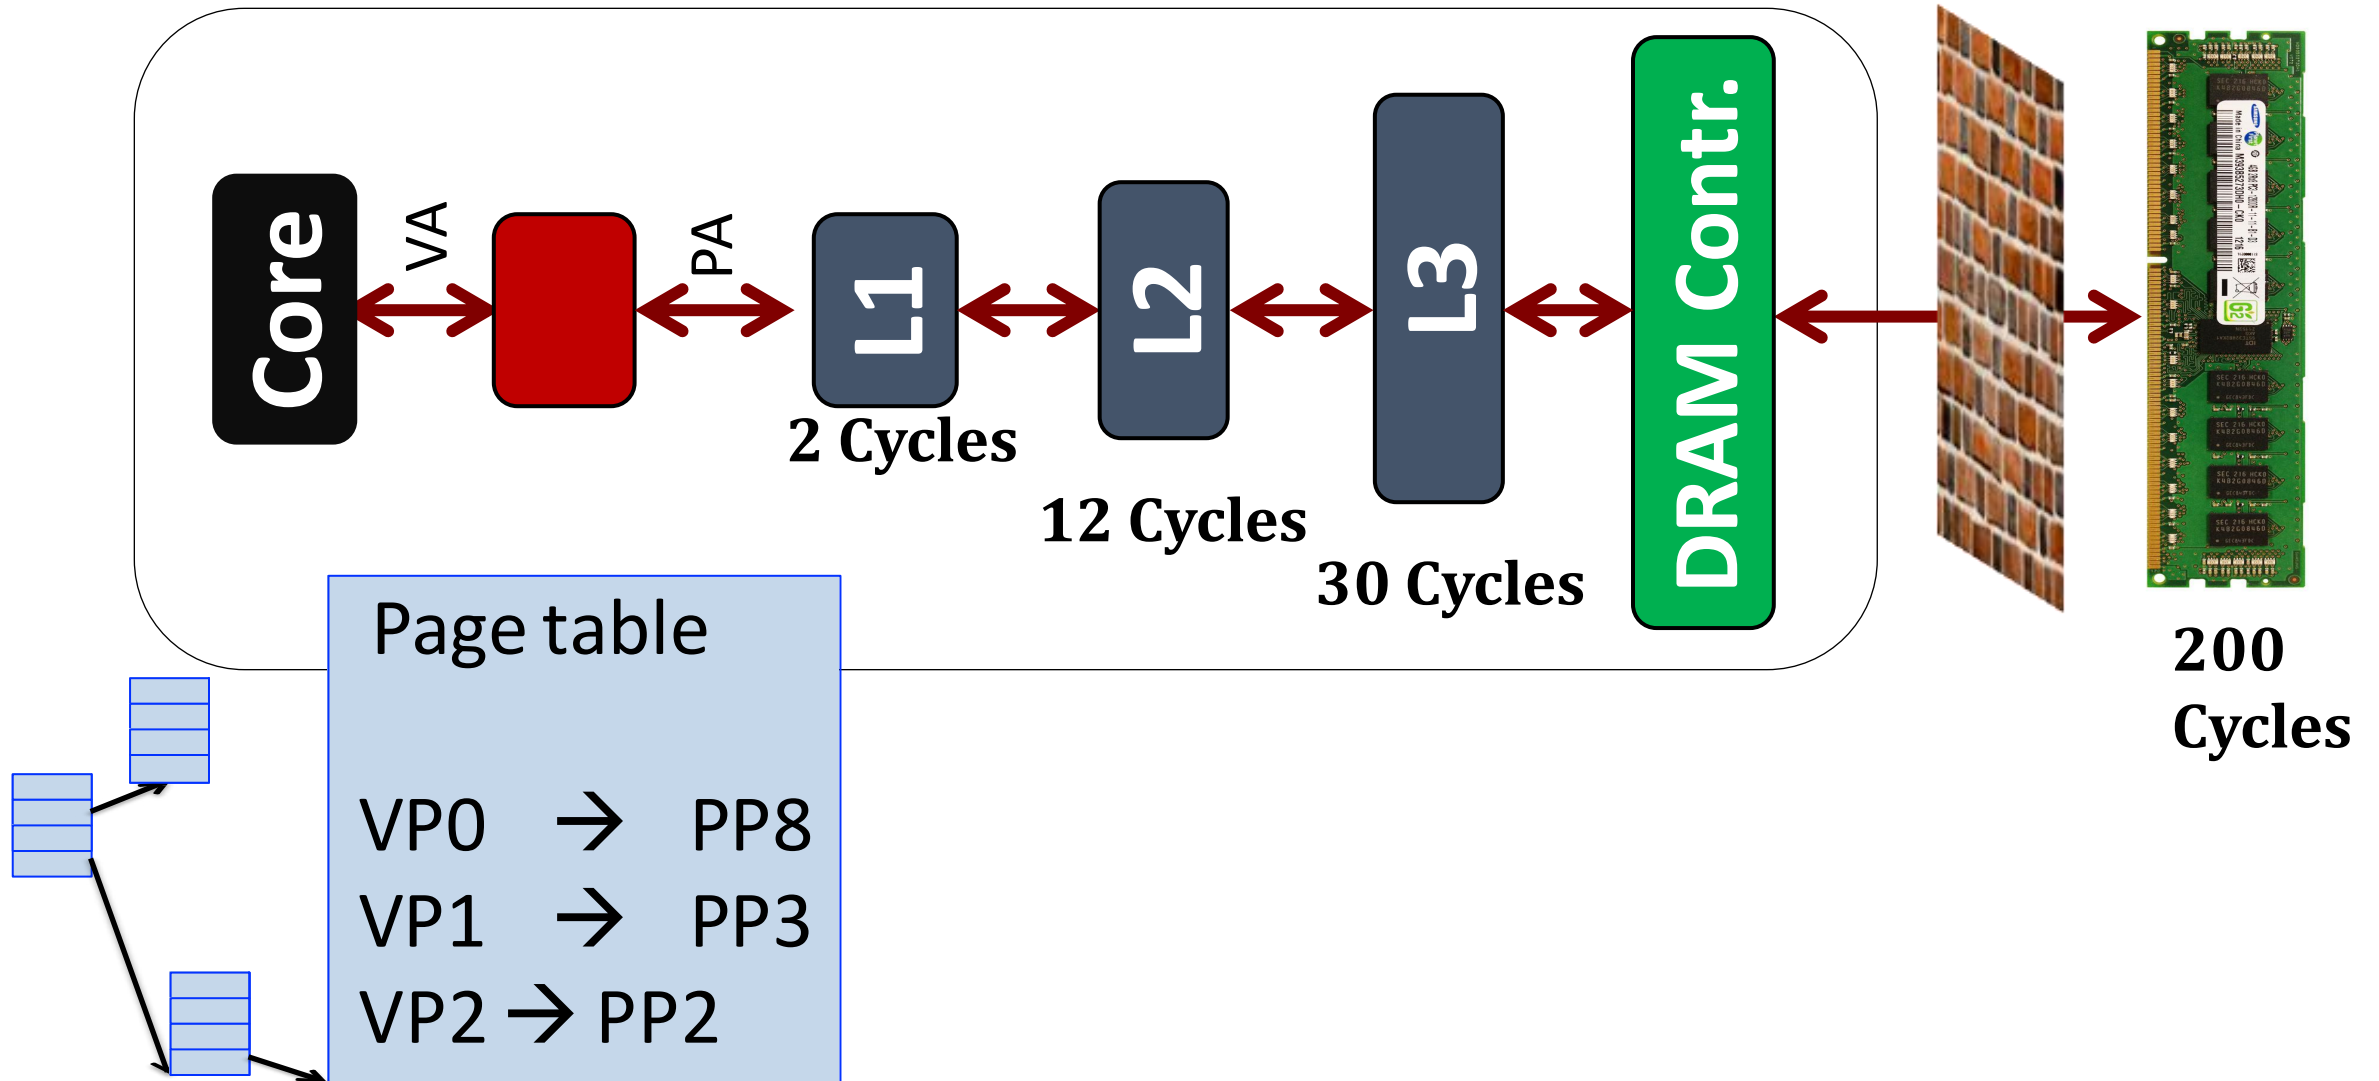 Core
VA
PA
L1
L2
L3
DRAM Contr.
2 Cycles
12 Cycles
30 Cycles
200
Cycles
Page table
VP0 → PP8
VP1 → PP3
VP2 → PP2